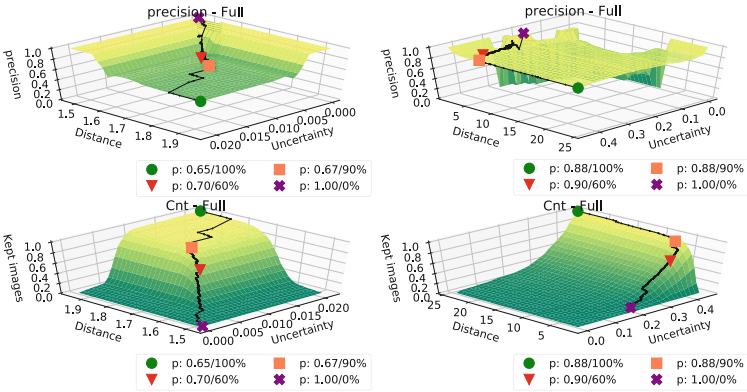 precision - Full
precision
1.0
0.8
0.6
0.4
0.2
0.0
1.5
1.6
1.7
1.8
1.9
Distance
0.020
0.015
0.010
0.005
0.000
Uncertainty
p: 0.65/100%
p: 0.67/90%
p: 0.70/60%
p: 1.00/0%
precision - Full
precision
1.0
0.8
0.6
0.4
0.2
0.0
5
10
15
20
25
Distance
0.4
0.3
0.2
0.1
0.0
Uncertainty
p: 0.88/100%
p: 0.88/90%
p: 0.90/60%
p: 1.00/0%
Cnt - Full
Kept images
1.0
0.8
0.6
0.4
0.2
0.0
1.9
1.8
1.7
1.6
1.5
Distance
0.000
0.005
0.010
0.015
0.020
Uncertainty
p: 0.65/100%
p: 0.67/90%
p: 0.70/60%
p: 1.00/0%
Cnt - Full
Kept images
1.0
0.8
0.6
0.4
0.2
0.0
25
20
15
10
5
Distance
0.0
0.1
0.2
0.3
0.4
Uncertainty
p: 0.88/100%
p: 0.88/90%
p: 0.90/60%
p: 1.00/0%